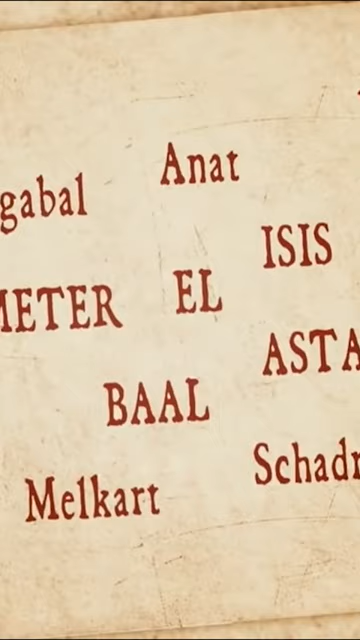 Anat
gabal
ISIS
METER EL
ASTA
BAAL
Schadr
Melkart